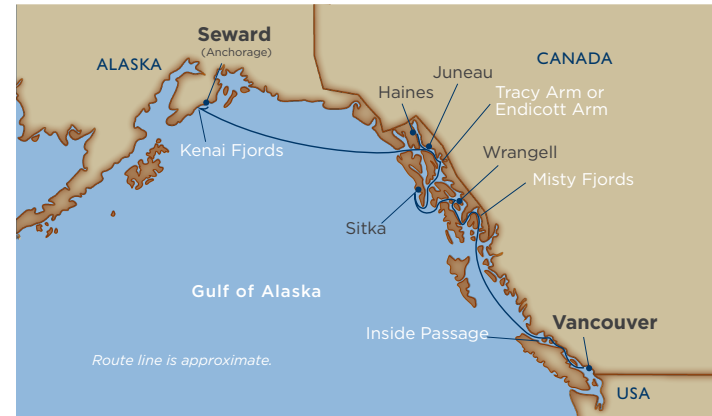 Seward
(Anchorage)
ALASKA
CANADA
Juneau
Haines
Tracy Arm or
Endicott Arm
Kenai Fjords
Wrangell
Misty Fjords
Sitka
Gulf of Alaska
Inside Passage
Vancouver
Route line is approximate.
USA